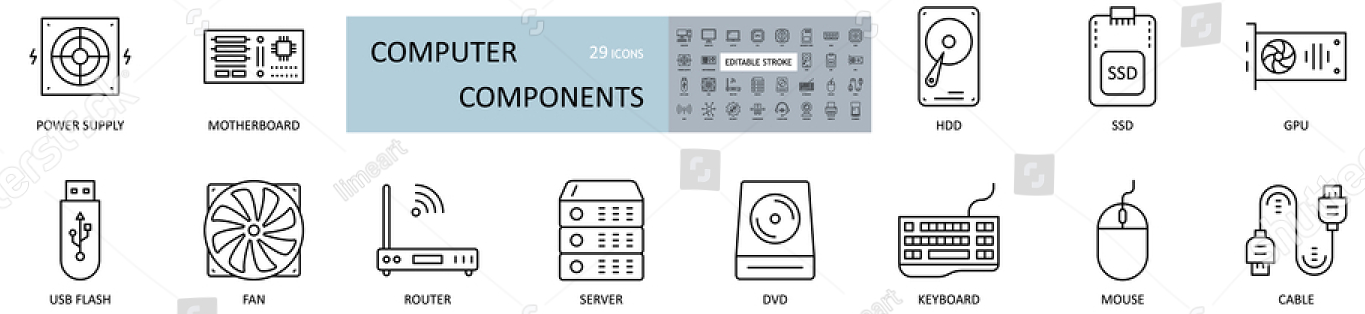 COMPUTER
29 ICONS
COMPONENTS
EDITABLE STROKE
POWER SUPPLY
MOTHERBOARD
HDD
SSD
SSD
GPU
limeart
USB FLASH
FAN
ROUTER
SERVER
DVD
KEYBOARD
MOUSE
CABLE